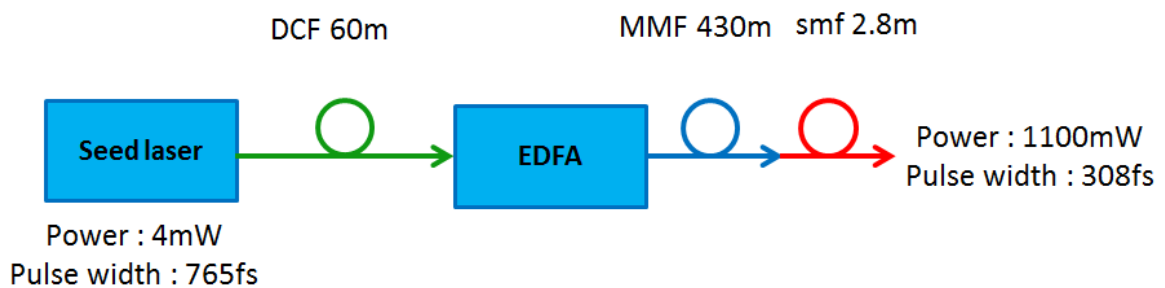 DCF 60m
MMF 430m
smf 2.8m
Seed laser
EDFA
Power : 1100mW
Pulse width : 308fs
Power : 4mW
Pulse width : 765fs